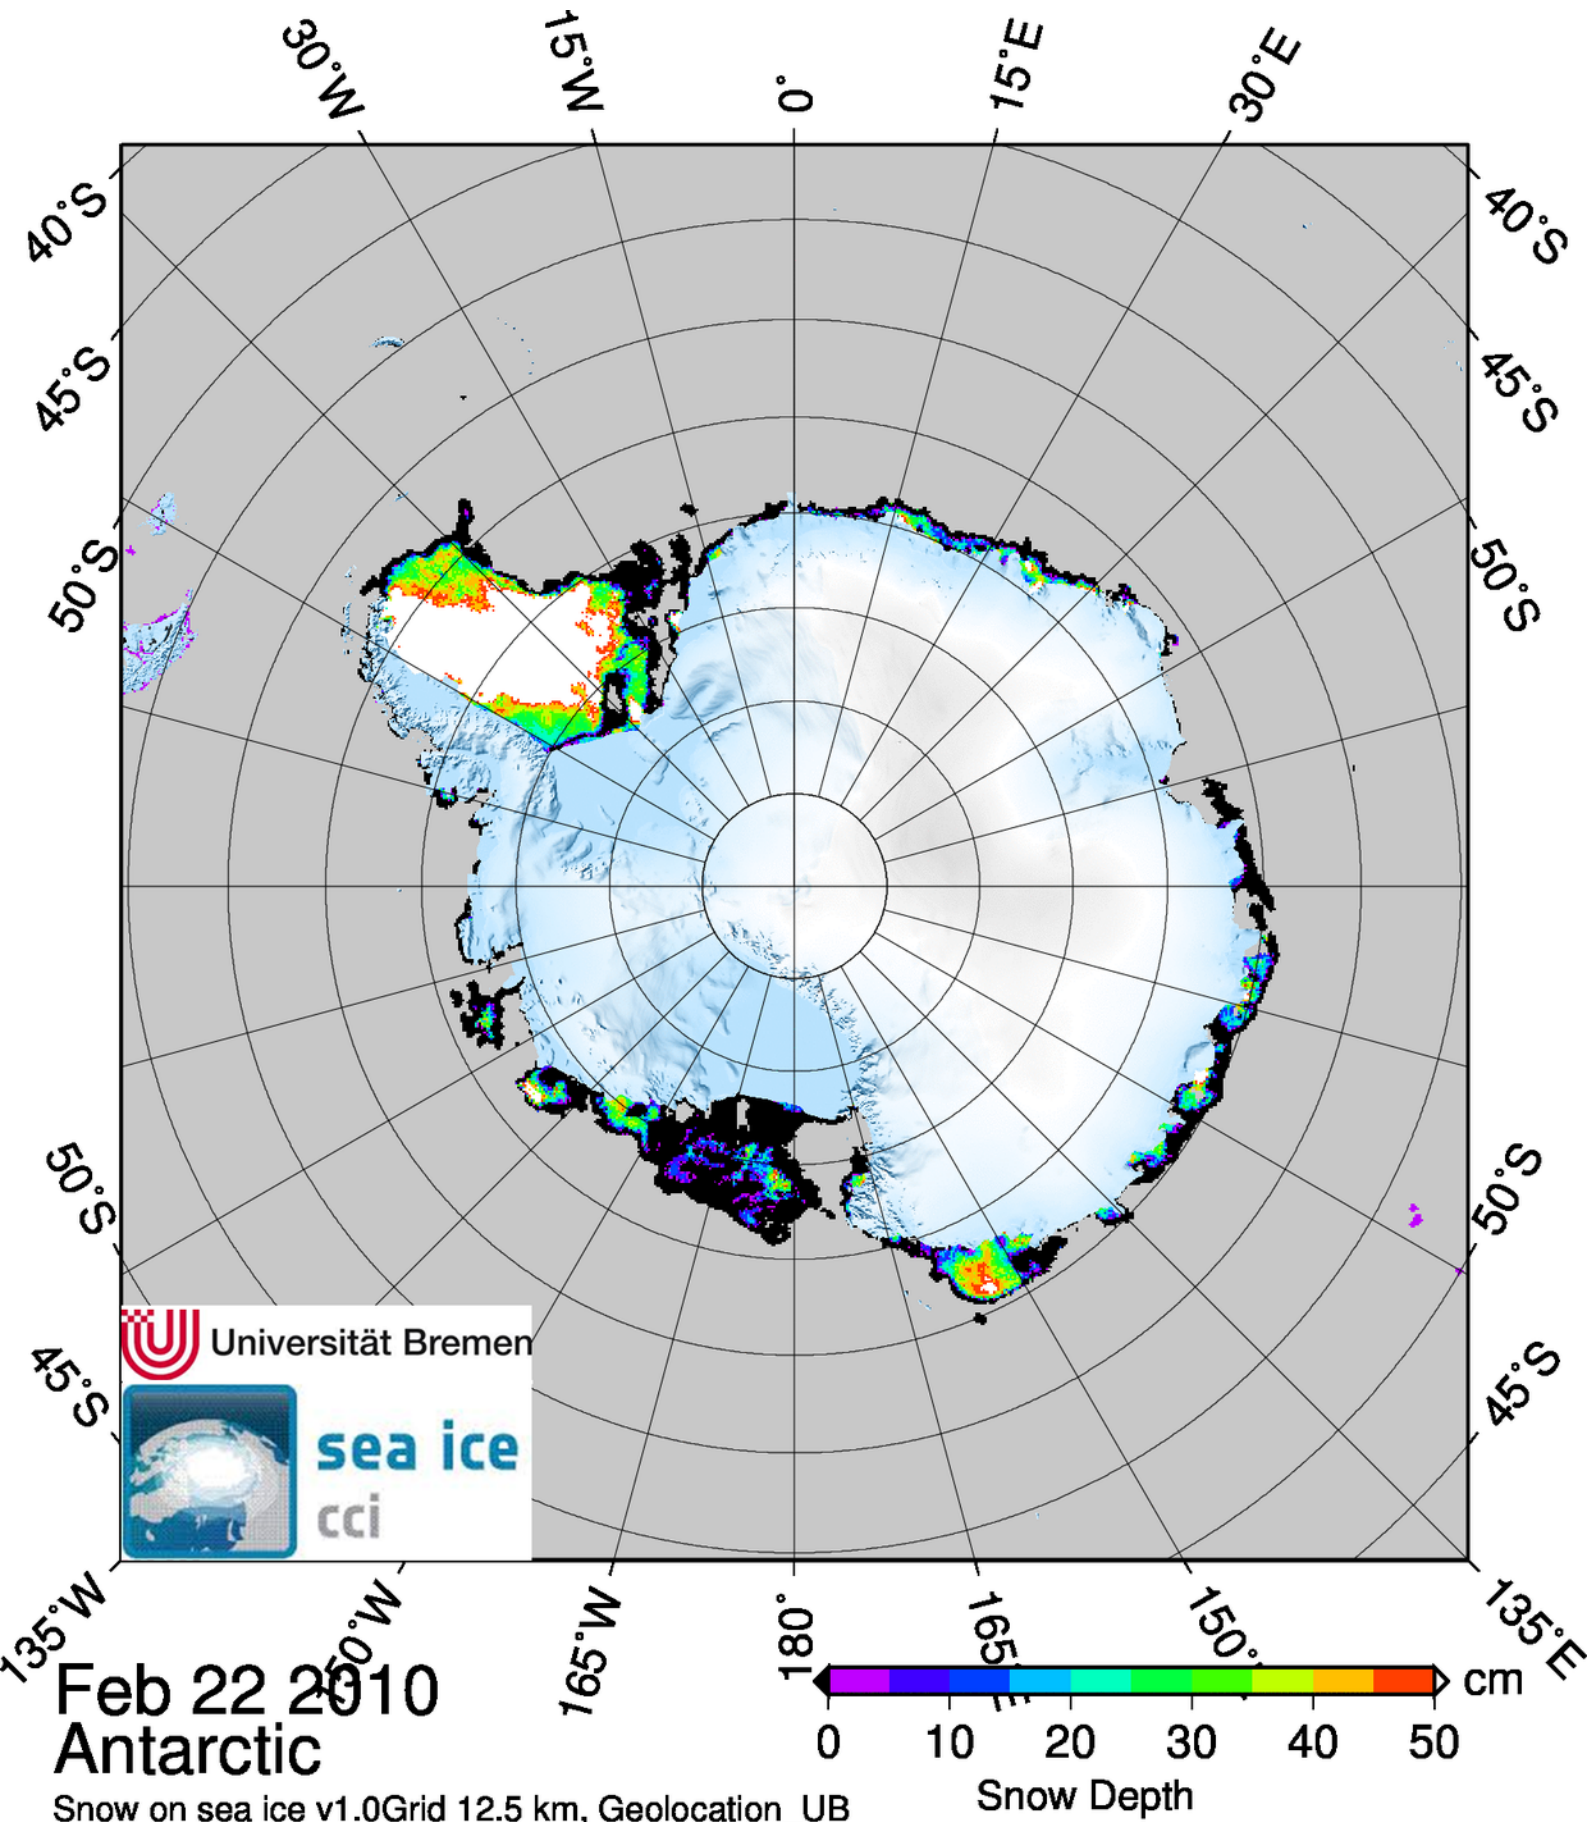 30°W 15°W 0° 15°E 30°E
40°S 40°S
45°S 45°S
50°S 50°S
50°S 50°S
45°S 45°S
Universität Bremen
sea ice
cci
135°W 165°W 180° 135°E
Feb 22 2010
Antarctic
cm
0 10 20 30 40 50
Snow Depth
Snow on sea ice v1.0Grid 12.5 km, Geolocation UB